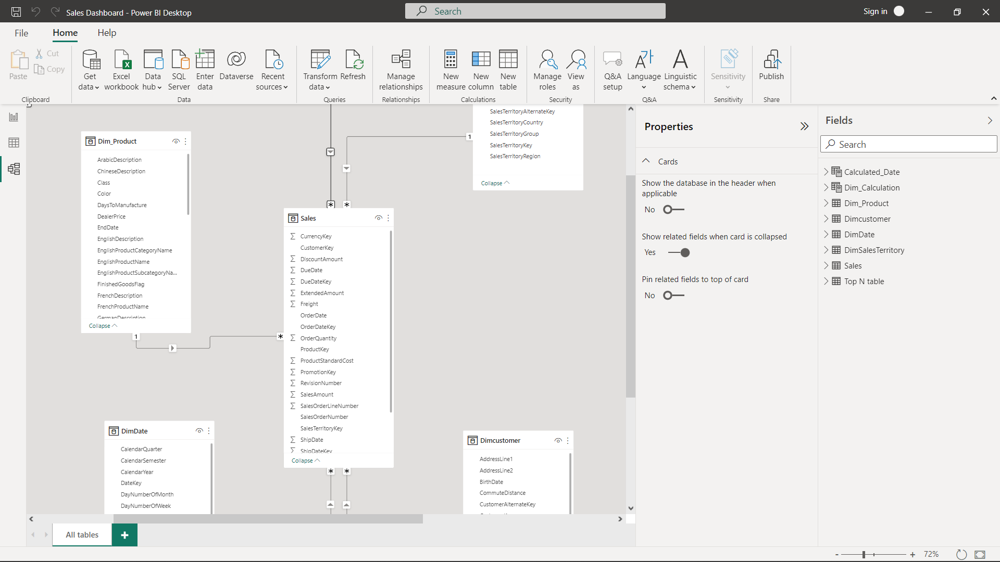 Sales Dashboard - Power BI Desktop
Search
Sign in
File
Home
Help
Paste
Cut
Copy
Clipboard
Get data
Excel workbook
Data hub
SQL Server
Enter data
Dataverse
Recent sources
Data
Transform data
Refresh
Queries
Manage relationships
Relationships
New measure
New column
New table
Calculations
Manage roles
View as
Security
Q&A setup
Language
Linguistic schema
Q&A
Sensitivity
Sensitivity
Publish
Share
Dim_Product
ArabicDescription
ChineseDescription
Class
Color
DaysToManufacture
DealerPrice
EndDate
EnglishDescription
EnglishProductCategoryName
EnglishProductName
EnglishProductSubcategoryNa...
FinishedGoodsFlag
FrenchDescription
FrenchProductName
GermanDescription
Collapse
1
*
SalesTerritoryAlternateKey
SalesTerritoryCountry
SalesTerritoryGroup
SalesTerritoryKey
SalesTerritoryRegion
Collapse
1
* *
Sales
CurrencyKey
CustomerKey
DiscountAmount
DueDate
DueDateKey
ExtendedAmount
Freight
OrderDate
OrderDateKey
OrderQuantity
ProductKey
ProductStandardCost
PromotionKey
RevisionNumber
SalesAmount
SalesOrderLineNumber
SalesOrderNumber
SalesTerritoryKey
ShipDate
ShipDateKey
Collapse
* *
DimDate
CalendarQuarter
CalendarSemester
CalendarYear
DateKey
DayNumberOfMonth
DayNumberOfWeek
Dimcustomer
AddressLine1
AddressLine2
BirthDate
CommuteDistance
CustomerAlternateKey
Properties
Cards
Show the database in the header when
applicable
No
Show related fields when card is collapsed
Yes
Pin related fields to top of card
No
Fields
Search
Calculated_Date
Dim_Calculation
Dim_Product
Dimcustomer
DimDate
DimSalesTerritory
Sales
Top N table
All tables
+
- + 72%